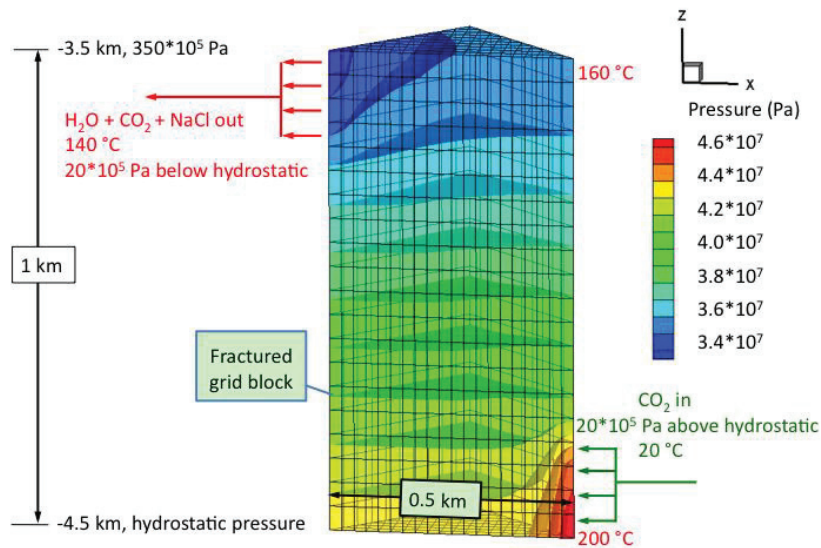 -3.5 km, 350*10⁵ Pa
H₂O + CO₂ + NaCl out
140 °C
20*10⁵ Pa below hydrostatic
1 km
Fractured
grid block
-4.5 km, hydrostatic pressure
160 °C
0.5 km
200 °C
z
x
Pressure (Pa)
4.6*10⁷
4.4*10⁷
4.2*10⁷
4.0*10⁷
3.8*10⁷
3.6*10⁷
3.4*10⁷
CO₂ in
20*10⁵ Pa above hydrostatic
20 °C